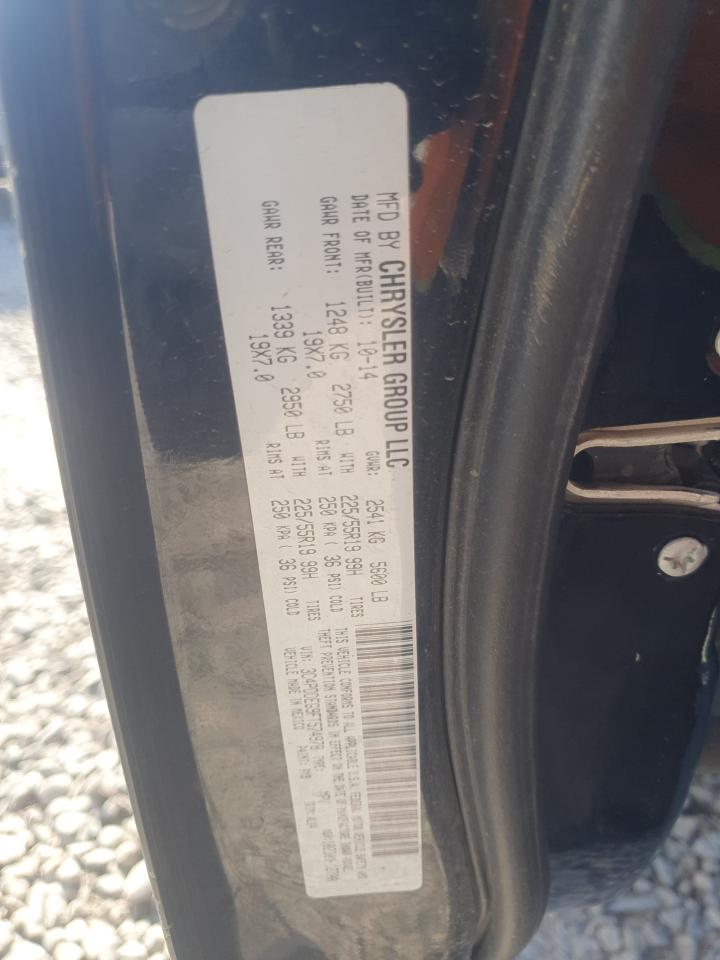 MFD BY CHRYSLER GROUP LLC
DATE OF MFR(BUILT): 10-14 GVWR: 2541 KG 5600 LB
GAWR FRONT: 1248 KG 2750 LB WITH 225/55R19 99H TIRES
19X7.0 RIMS AT 250 KPA ( 36 PSI) COLD
GAWR REAR: 1339 KG 2950 LB WITH 225/55R19 99H TIRES
19X7.0 RIMS AT 250 KPA ( 36 PSI) COLD
THIS VEHICLE CONFORMS TO ALL APPLICABLE U.S.A. FEDERAL MOTOR VEHICLE SAFETY AND
THEFT PREVENTION STANDARDS IN EFFECT ON THE DATE OF MANUFACTURE SHOWN ABOVE.
VIN: TYPE: MPV
VEHICLE MADE IN MEXICO PAINT: